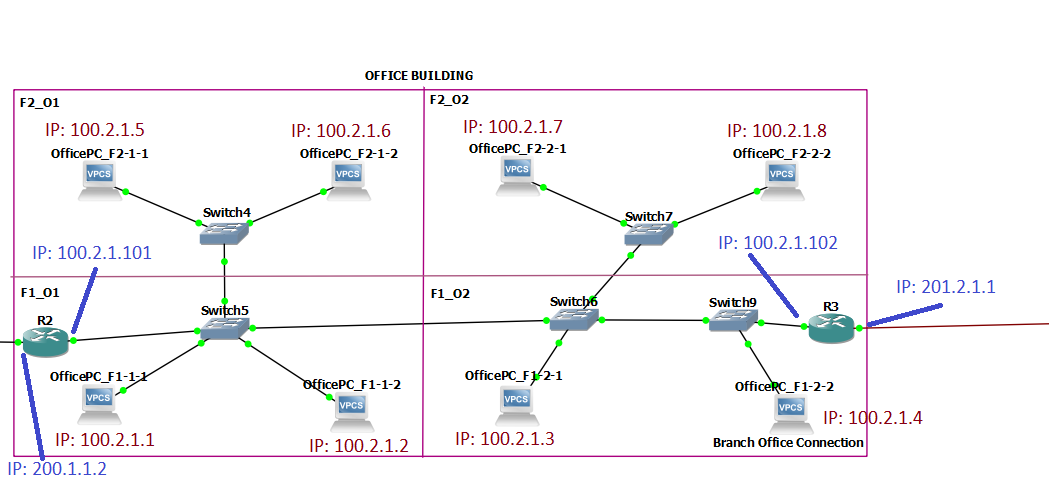 OFFICE BUILDING
F2_O1
F2_O2
IP: 100.2.1.5
IP: 100.2.1.6
IP: 100.2.1.7
IP: 100.2.1.8
OfficePC_F2-1-1
OfficePC_F2-1-2
OfficePC_F2-2-1
OfficePC_F2-2-2
VPCS
VPCS
VPCS
VPCS
Switch4
Switch7
IP: 100.2.1.101
IP: 100.2.1.102
IP: 201.2.1.1
F1_O1
F1_O2
R2
Switch5
Switch6
Switch9
R3
OfficePC_F1-1-1
OfficePC_F1-1-2
OfficePC_F1-2-1
OfficePC_F1-2-2
VPCS
VPCS
VPCS
VPCS
IP: 100.2.1.1
IP: 100.2.1.2
IP: 100.2.1.3
IP: 100.2.1.4
Branch Office Connection
IP: 200.1.1.2